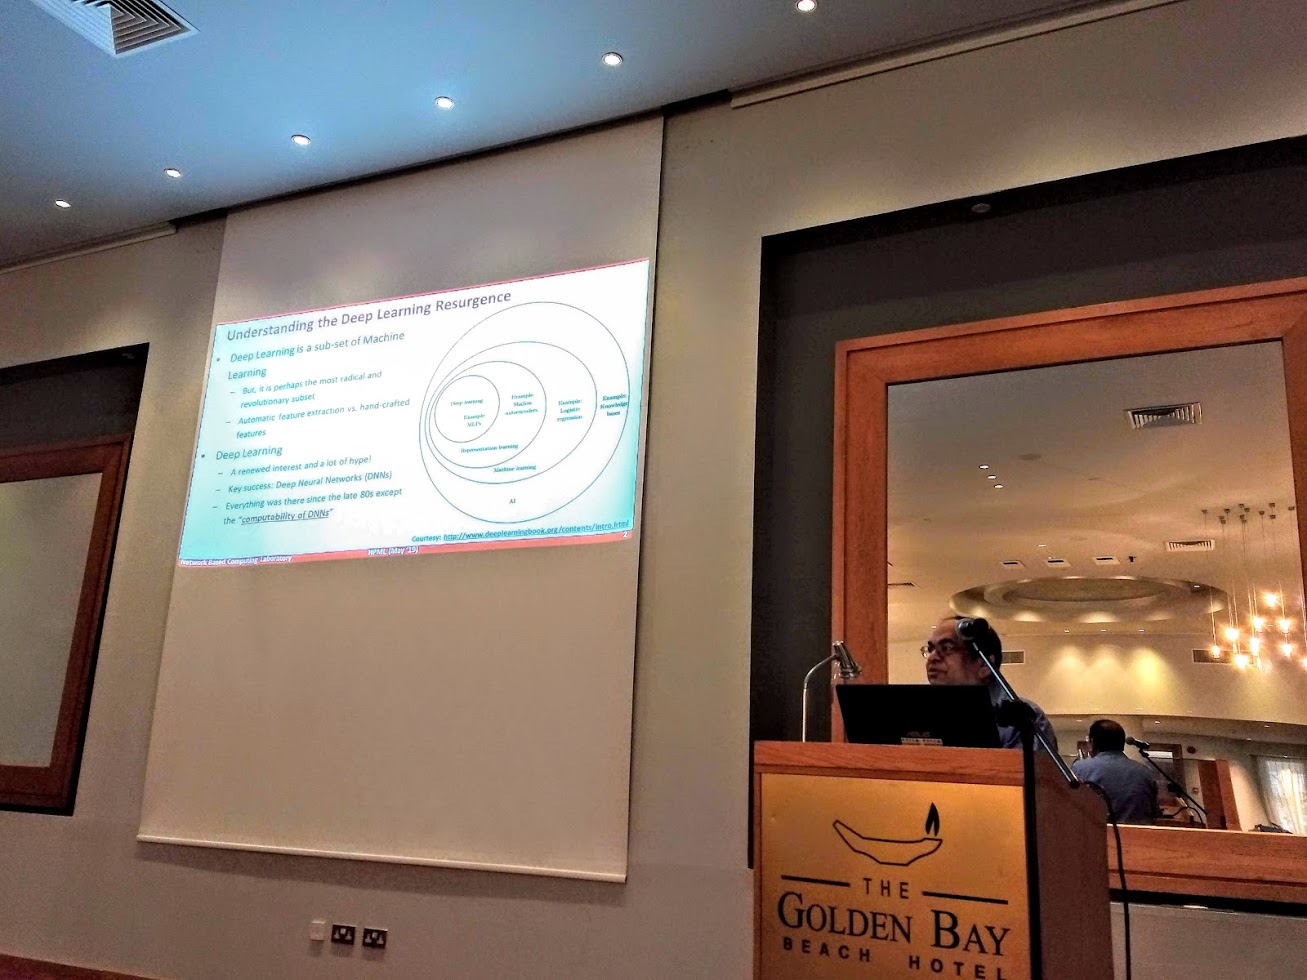 Understanding the Deep Learning Resurgence
• Deep Learning is a sub-set of Machine
Learning
– But, it is perhaps the most radical and
revolutionary subset
– Automatic feature extraction vs. hand-crafted
features
• Deep Learning
– A renewed interest and a lot of hype!
– Key success: Deep Neural Networks (DNNs)
– Everything was there since the late 80s except
the "computability of DNNs"
Deep learning
Example:
MLPs
Example:
Shallow
autoencoders
Example:
Logistic
regression
Example:
Knowledge
bases
Representation learning
Machine learning
AI
Courtesy: http://www.deeplearningbook.org/contents/intro.html
Network Based Computing Laboratory
HPML (May '19)
2
THE
GOLDEN BAY
BEACH HOTEL